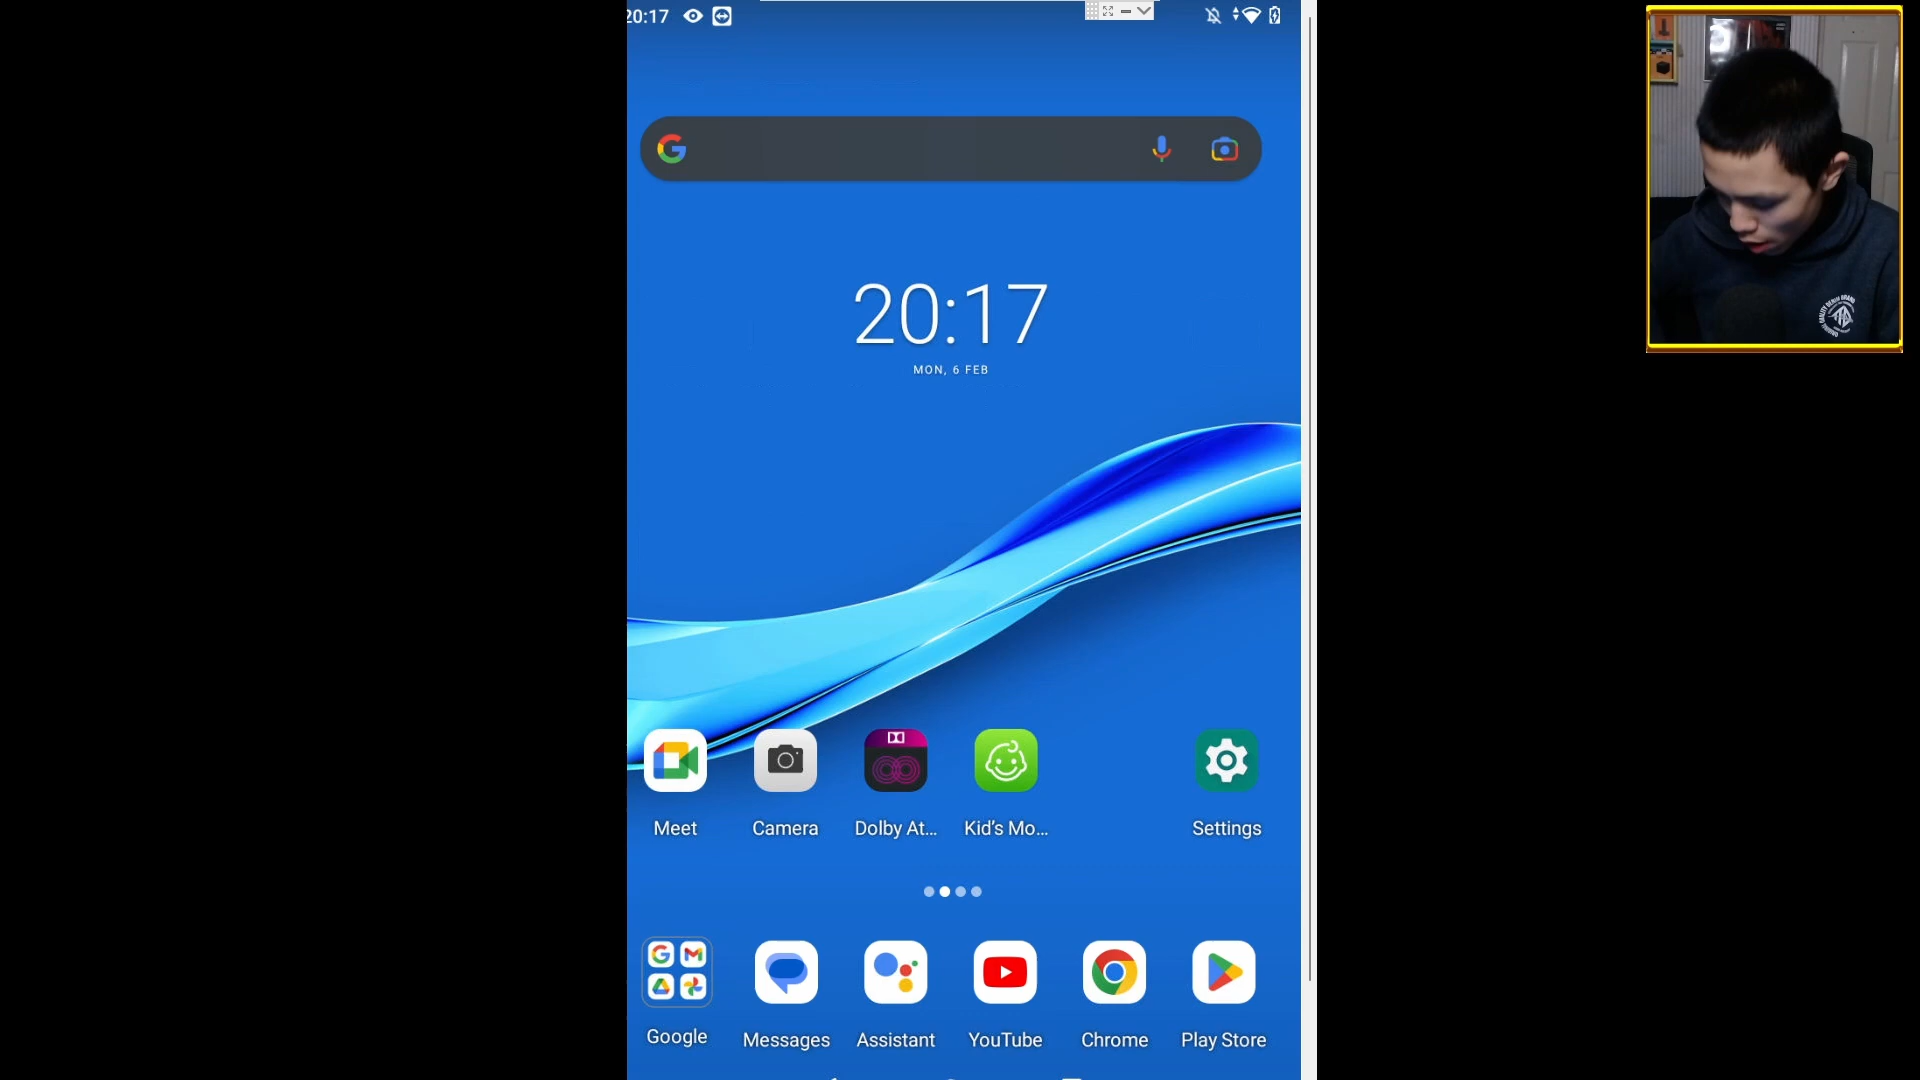 20:17
20:17
MON, 6 FEB
Meet
Camera
Dolby At...
Kid's Mo...
Settings
Google
Messages
Assistant
YouTube
Chrome
Play Store